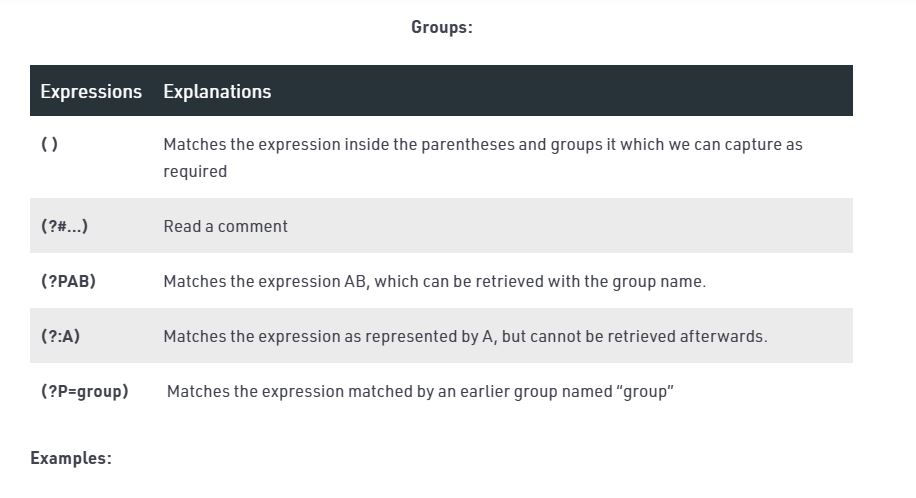 Groups:
Expressions Explanations
( ) Matches the expression inside the parentheses and groups it which we can capture as
required
(?#...) Read a comment
(?PAB) Matches the expression AB, which can be retrieved with the group name.
(?:A) Matches the expression as represented by A, but cannot be retrieved afterwards.
(?P=group) Matches the expression matched by an earlier group named “group”
Examples: